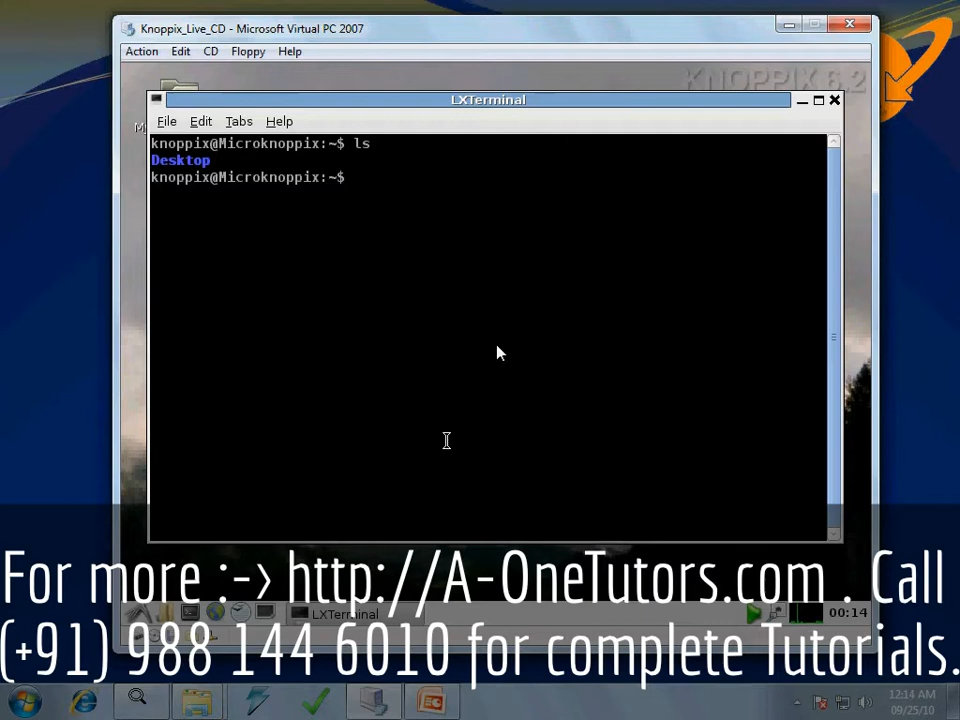 Knoppix_Live_CD - Microsoft Virtual PC 2007
Action Edit CD Floppy Help
KNOPPIX 6.2
M
LXTerminal
File Edit Tabs Help
knoppix@Microknoppix:~$ ls
Desktop
knoppix@Microknoppix:~$
For more :-> http://A-OneTutors.com . Call
LXTerminal
00:14
(+91) 988 144 6010 for complete Tutorials.
12:14 AM
09/25/10